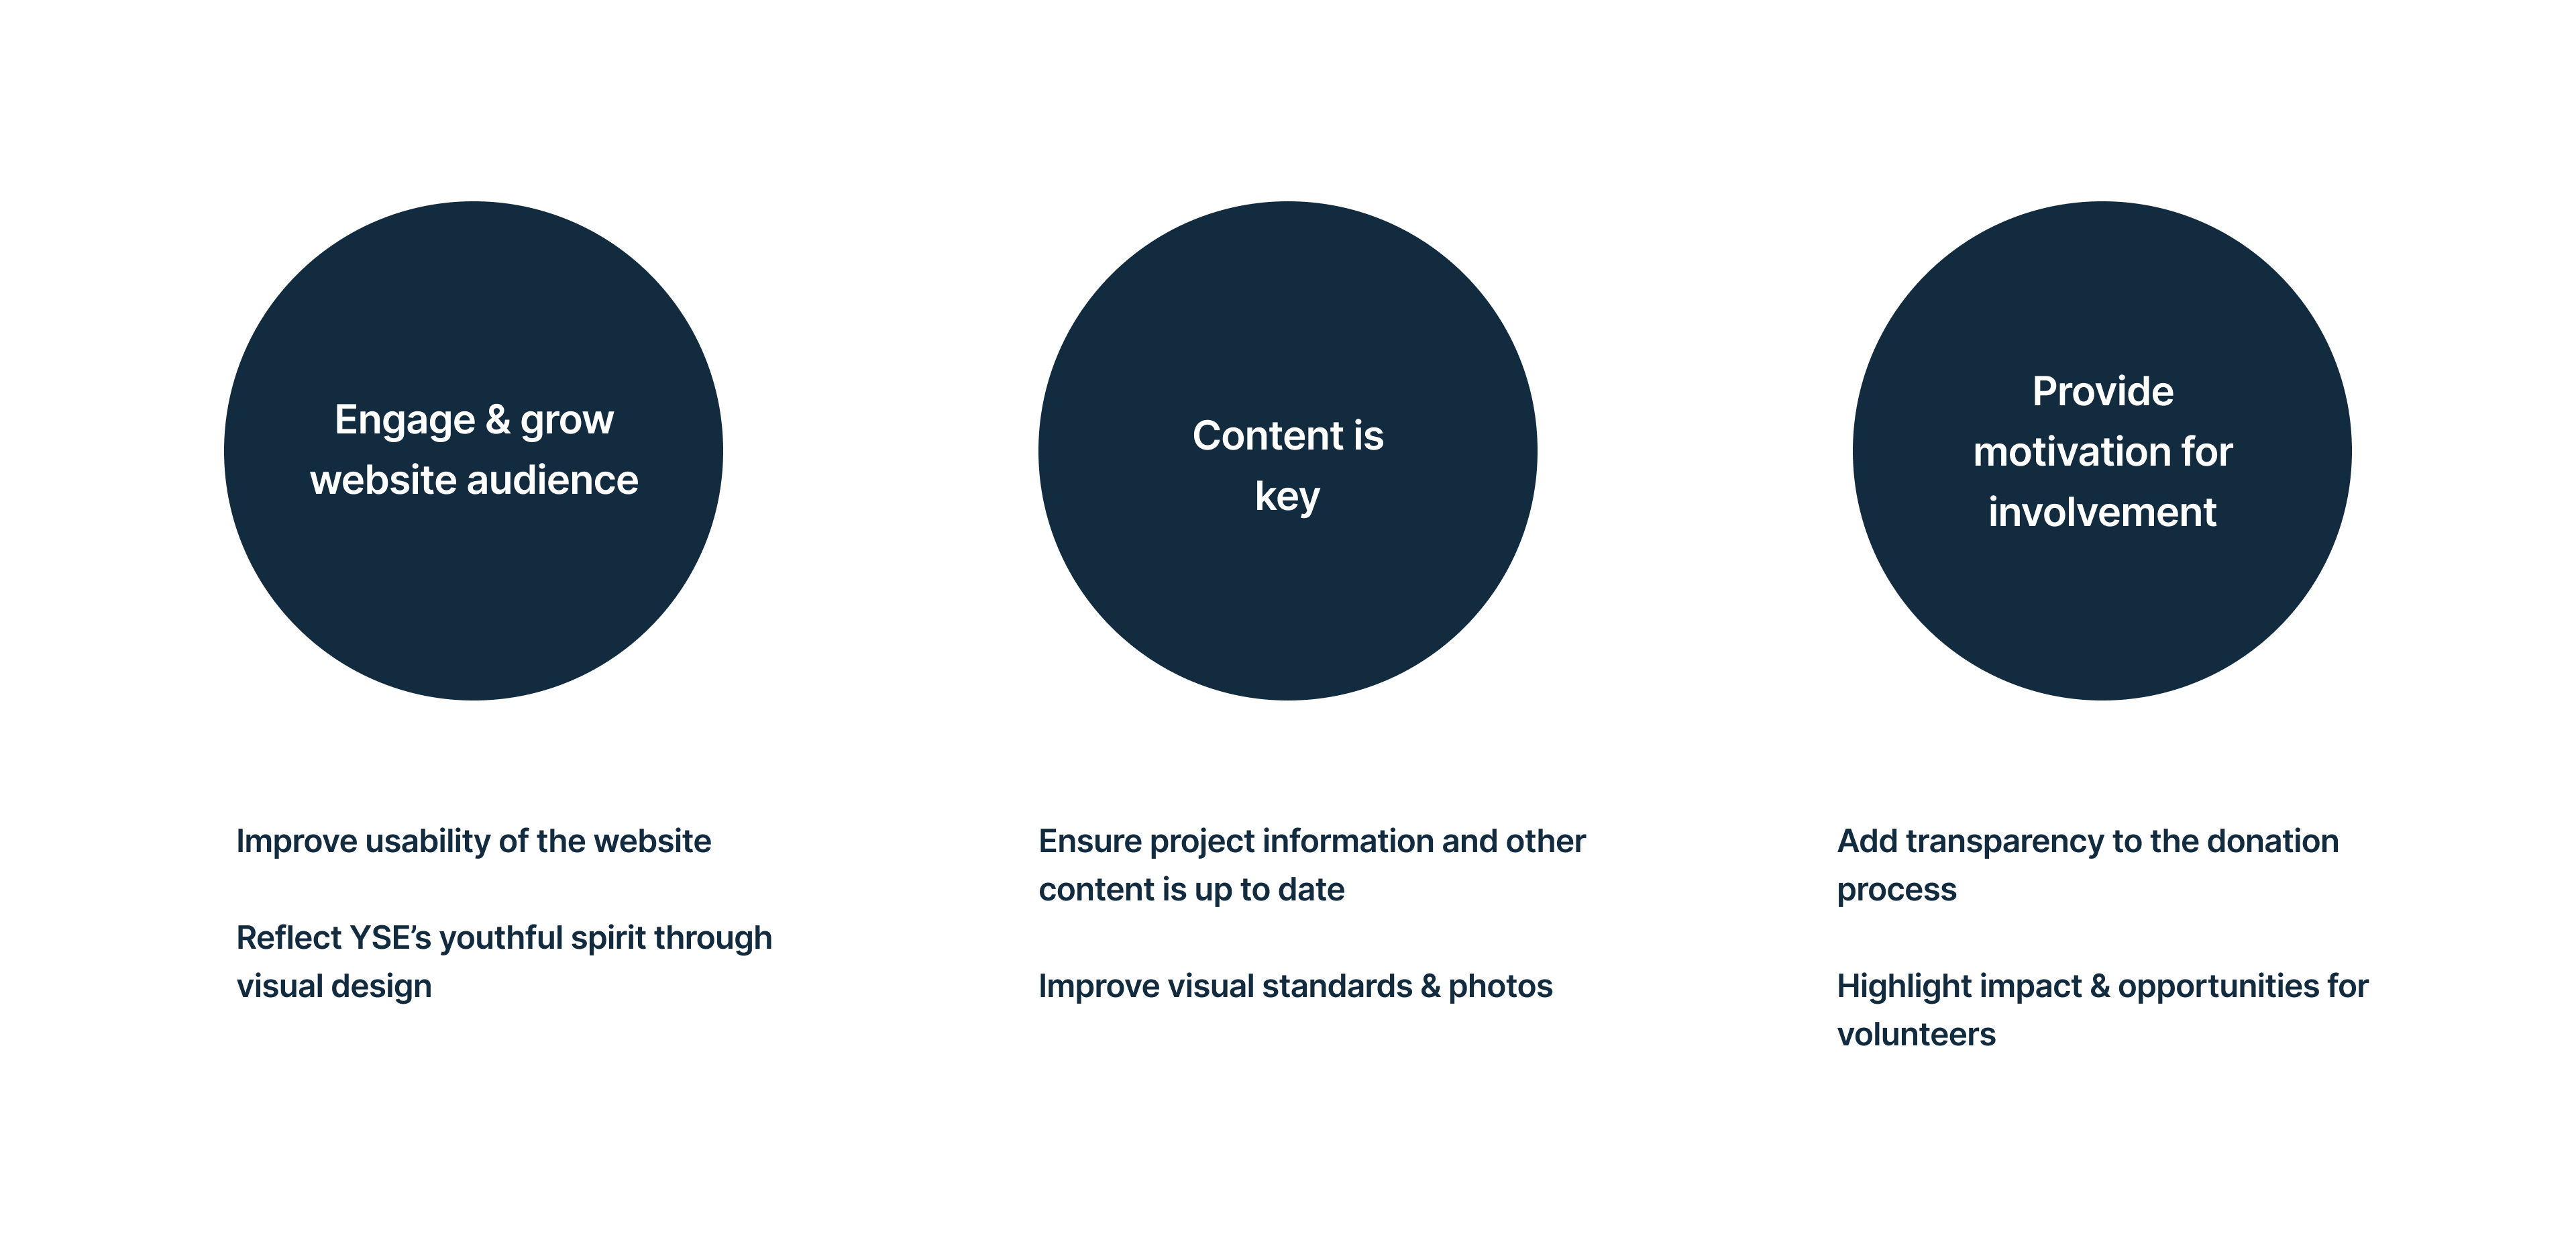 Engage & grow
website audience
Content is
key
Provide
motivation for
involvement
Improve usability of the website
Reflect YSE’s youthful spirit through
visual design
Ensure project information and other
content is up to date
Improve visual standards & photos
Add transparency to the donation
process
Highlight impact & opportunities for
volunteers